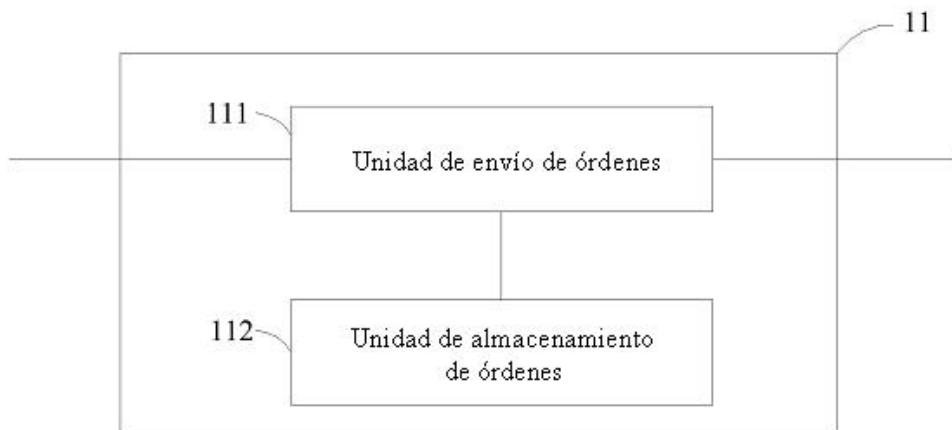 11
111
Unidad de envío de órdenes
112
Unidad de almacenamiento
de órdenes